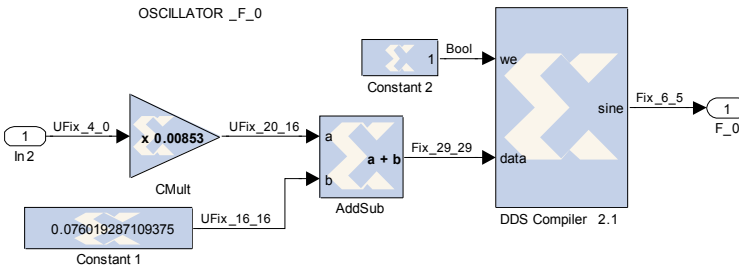 OSCILLATOR _F_0
Bool
1
we
Constant 2
Fix_6_5
sine
1
F_0
1
In2
UFix_4_0
x 0.00853
UFix_20_16
a
a + b
Fix_29_29
data
b
CMult
AddSub
DDS Compiler 2.1
0.076019287109375
UFix_16_16
Constant 1